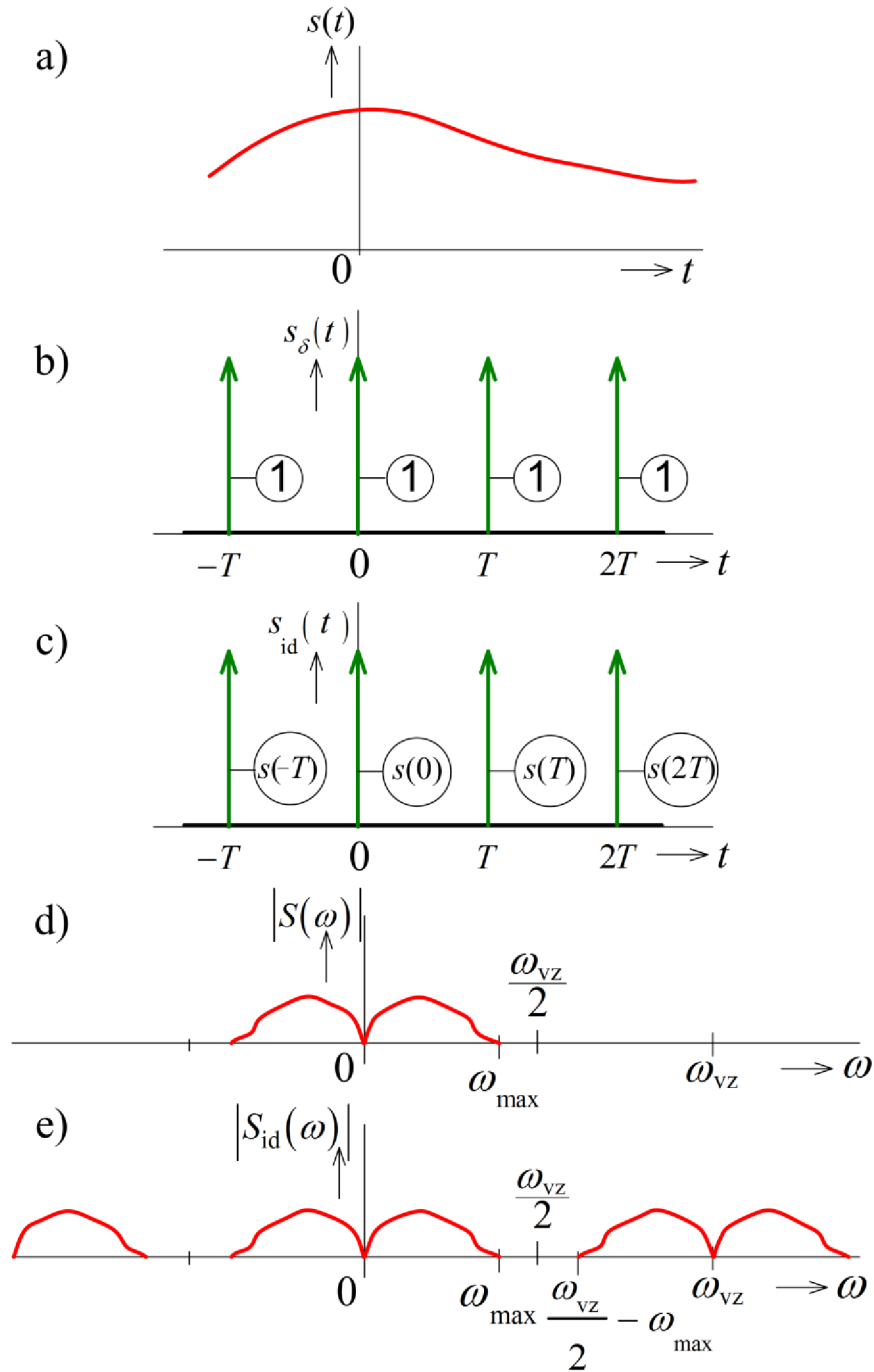 a)
s(t)
0 → t
b)
s_δ(t)
1 1 1 1
−T 0 T 2T → t
c)
s_id(t)
s(−T) s(0) s(T) s(2T)
−T 0 T 2T → t
d)
|S(ω)|
ω_vz/2
0 ω_max ω_vz → ω
e)
|S_id(ω)|
ω_vz/2
0 ω_max ω_vz/2 − ω_max ω_vz → ω